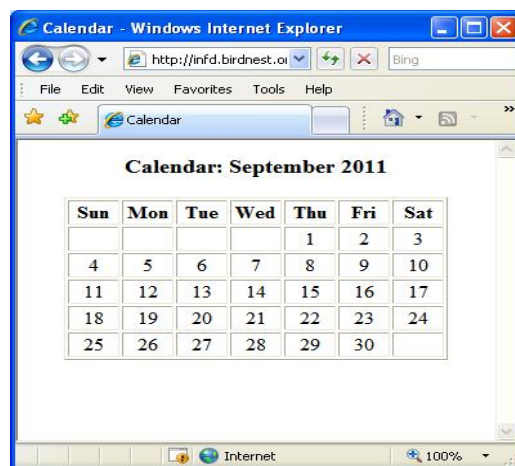 Calendar - Windows Internet Explorer
http://infd.birdnest.or
Bing
File Edit View Favorites Tools Help
Calendar
»
Calendar: September 2011
Sun Mon Tue Wed Thu Fri Sat
1 2 3
4 5 6 7 8 9 10
11 12 13 14 15 16 17
18 19 20 21 22 23 24
25 26 27 28 29 30
Internet 100%